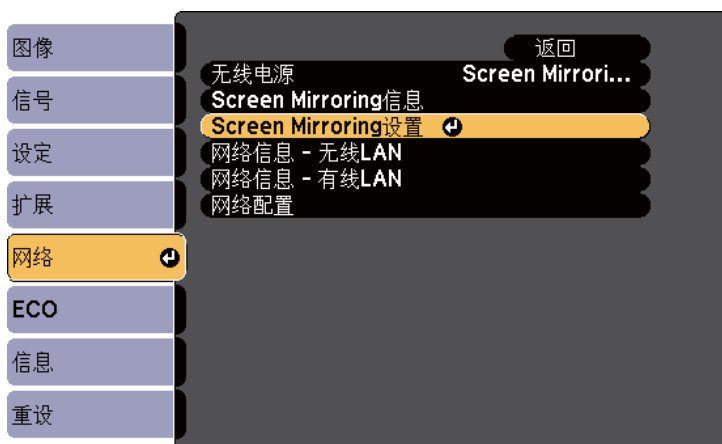 图像
信号
设定
扩展
网络
ECO
信息
重设
返回
无线电源 Screen Mirrori...
Screen Mirroring信息
Screen Mirroring设置
网络信息 - 无线LAN
网络信息 - 有线LAN
网络配置